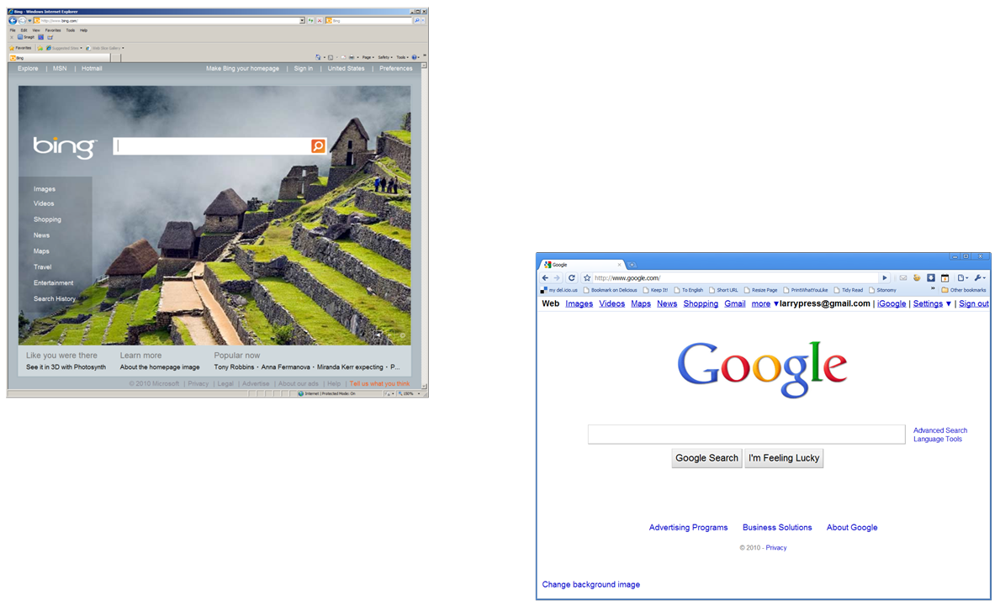 Bing - Windows Internet Explorer
http://www.bing.com/
Bing
File Edit View Favorites Tools Help
SnagIt
Favorites Suggested Sites Web Slice Gallery
Bing
Page Safety Tools
Explore | MSN | Hotmail Make Bing your homepage | Sign in | United States | Preferences
bing
Images
Videos
Shopping
News
Maps
Travel
Entertainment
Search History
Like you were there Learn more Popular now
See it in 3D with Photosynth About the homepage image Tony Robbins · Anna Fermanova · Miranda Kerr expecting · P...
© 2010 Microsoft | Privacy | Legal | Advertise | About our ads | Help | Tell us what you think
Internet | Protected Mode: On 150%
Google
http://www.google.com/
my del.icio.us Bookmark on Delicious Keep It! To English Short URL Resize Page PrintWhatYouLike Tidy Read Sitonomy » Other bookmarks
Web Images Videos Maps News Shopping Gmail more ▼ larrypress@gmail.com | iGoogle | Settings ▼ | Sign out
Google
Advanced Search
Language Tools
Google Search I'm Feeling Lucky
Advertising Programs Business Solutions About Google
© 2010 - Privacy
Change background image